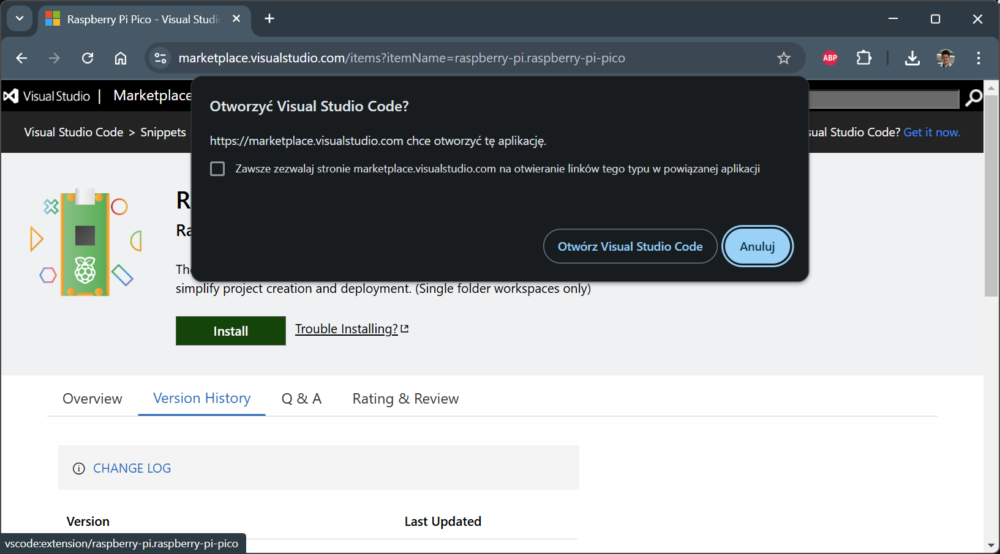 Raspberry Pi Pico - Visual Studi
marketplace.visualstudio.com/items?itemName=raspberry-pi.raspberry-pi-pico
ABP
Visual Studio | Marketplace
Visual Studio Code > Snippets
sual Studio Code? Get it now.
Otworzyć Visual Studio Code?
https://marketplace.visualstudio.com chce otworzyć tę aplikację.
Zawsze zezwalaj stronie marketplace.visualstudio.com na otwieranie linków tego typu w powiązanej aplikacji
Otwórz Visual Studio Code
Anuluj
R
Ra
Th
simplify project creation and deployment. (Single folder workspaces only)
Install
Trouble Installing?
Overview
Version History
Q & A
Rating & Review
CHANGE LOG
Version
Last Updated
vscode:extension/raspberry-pi.raspberry-pi-pico